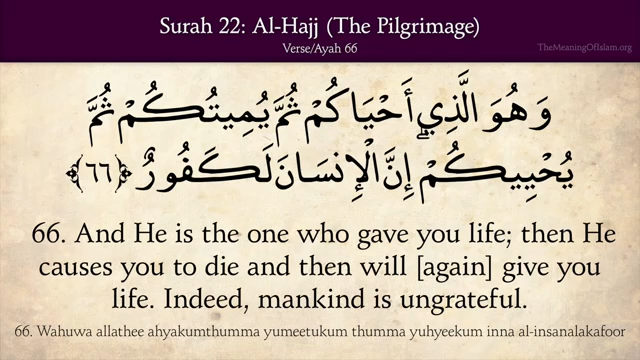 Surah 22: Al-Hajj (The Pilgrimage)
Verse/Ayah 66
TheMeaningOfIslam.org
وَهُوَ الَّذِي أَحْيَاكُمْ ثُمَّ يُمِيتُكُمْ ثُمَّ
يُحْيِيكُمْ ۗ إِنَّ الْإِنسَانَ لَكَفُورٌ ﴿٦٦﴾
66. And He is the one who gave you life; then He
causes you to die and then will [again] give you
life. Indeed, mankind is ungrateful.
66. Wahuwa allathee ahyakumthumma yumeetukum thumma yuhyeekum inna al-insanalakafoor